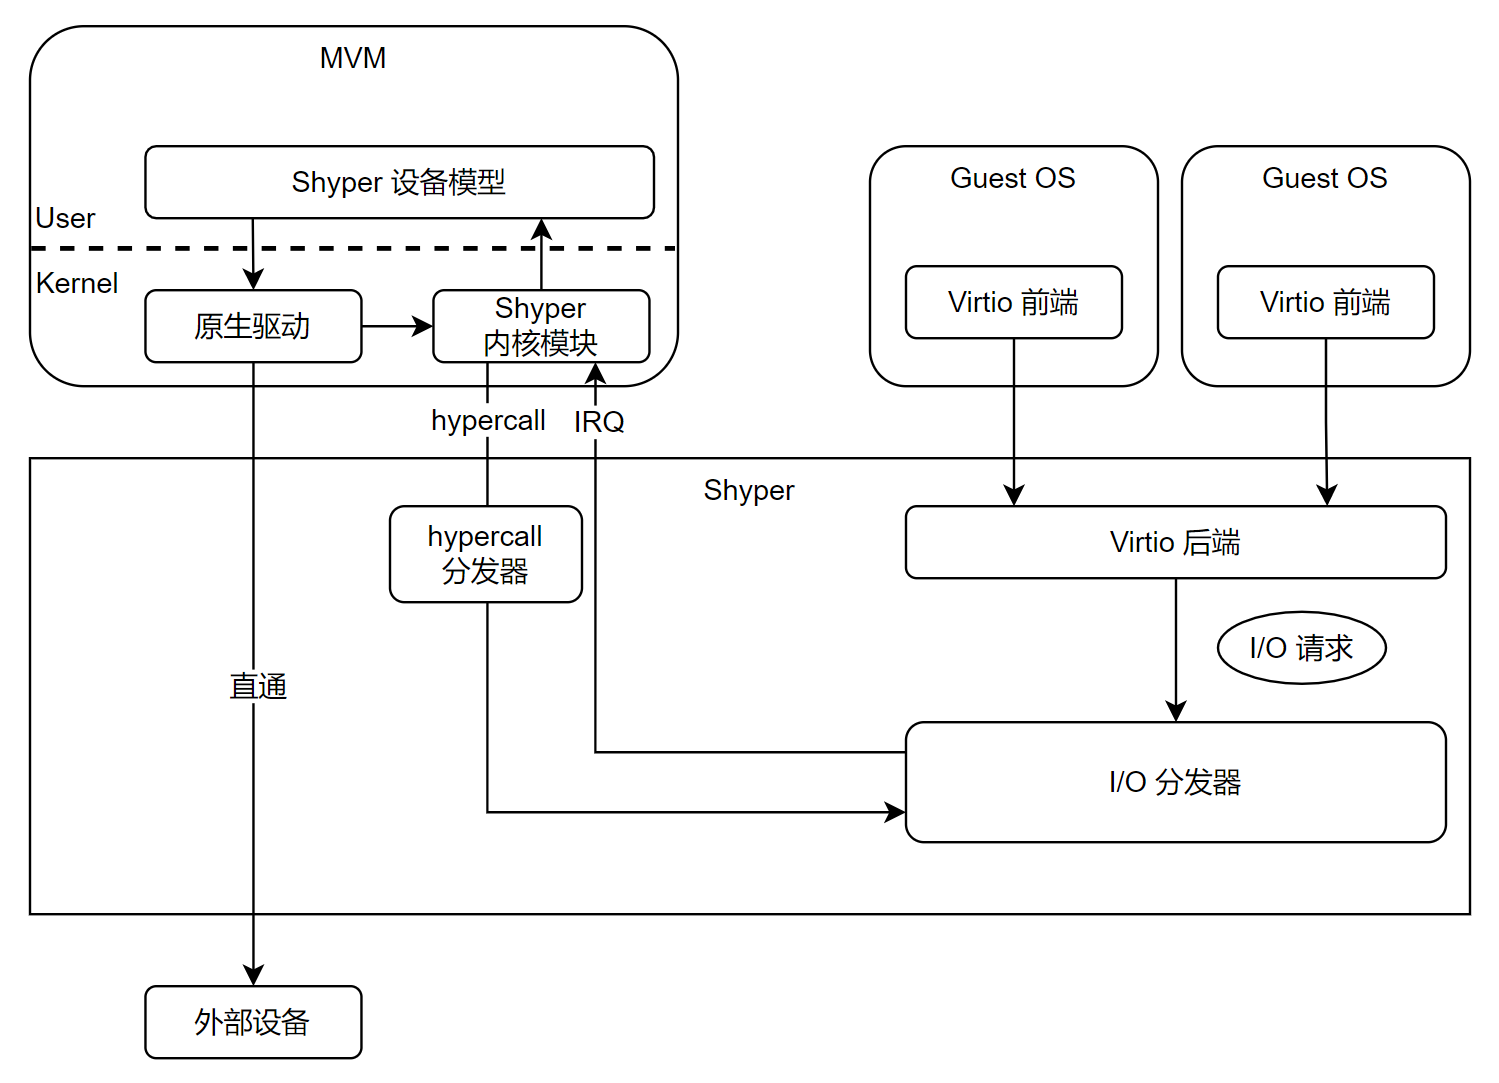 MVM
Shyper 设备模型
User
Kernel
原生驱动
Shyper
内核模块
Guest OS
Guest OS
Virtio 前端
Virtio 前端
hypercall
IRQ
Shyper
hypercall
分发器
Virtio 后端
I/O 请求
直通
I/O 分发器
外部设备